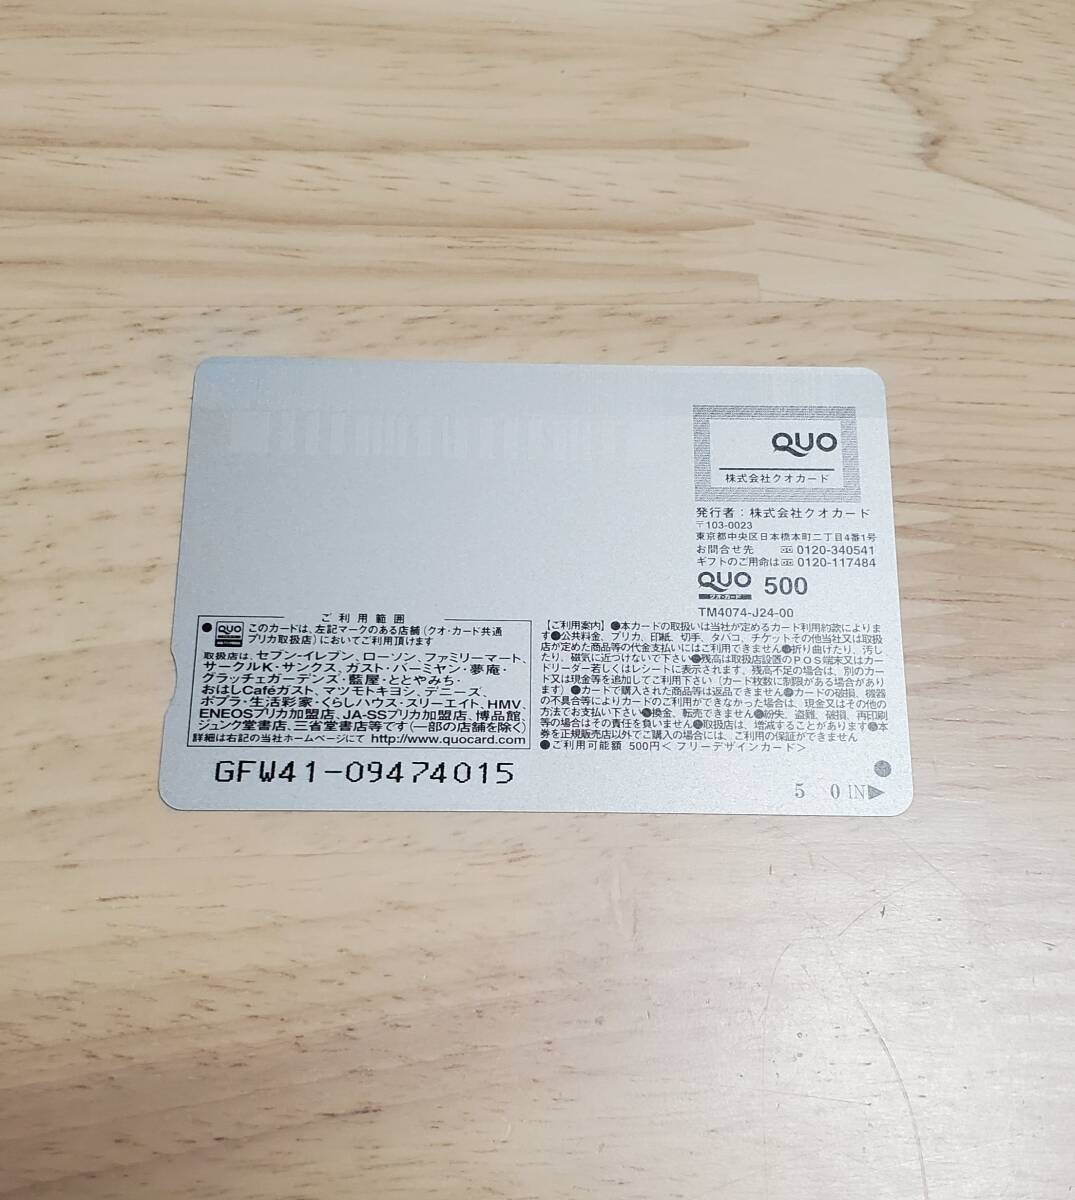 QUO
株式会社クオカード
発行者：株式会社クオカード
〒103-0023
東京都中央区日本橋本町二丁目4番1号
お問合せ先 0120-340541
ギフトのご用命は 0120-117484
QUO 500
クオ・カード
TM4074-J24-00
ご利用範囲
●QUO このカードは、左記マークのある店舗（クオ・カード共通
プリカ取扱店）においてご利用頂けます
取扱店は、セブン-イレブン、ローソン、ファミリーマート、
サークルK・サンクス、ガスト・バーミヤン・夢庵・
グラッチェガーデンズ・藍屋・ととやみち・
おはしCaféガスト、マツモトキヨシ、デニーズ、
ポプラ・生活彩家・くらしハウス・スリーエイト、HMV、
ENEOSプリカ加盟店、JA-SSプリカ加盟店、博品館、
ジュンク堂書店、三省堂書店等です（一部の店舗を除く）
詳細は右記の当社ホームページにて http://www.quocard.com
【ご利用案内】●本カードの取扱いは当社が定めるカード利用約款によりま
す●公共料金、プリカ、印紙、切手、タバコ、チケットその他当社又は取扱
店が定めた商品等の代金支払いにはご利用できません●折り曲げたり、汚し
たり、磁気に近づけないで下さい●残高は取扱店設置のPOS端末又はカー
ドリーダー若しくはレシートに表示されます。残高不足の場合は、別のカー
ド又は現金等を追加してご利用下さい（カード枚数に制限がある場合があり
ます）●カードで購入された商品等は返品できません●カードの破損、機器
の不具合等によりカードのご利用ができなかった場合は、現金又はその他の
方法でお支払い下さい●換金、転売できません●紛失、盗難、破損、再印刷
等の場合はその責任を負いません●取扱店は、増減することがあります●本
券を正規販売店以外でご購入の場合には、ご利用の保証ができません
●ご利用可能額 500円＜フリーデザインカード＞
GFW41-09474015
5 0 IN▶